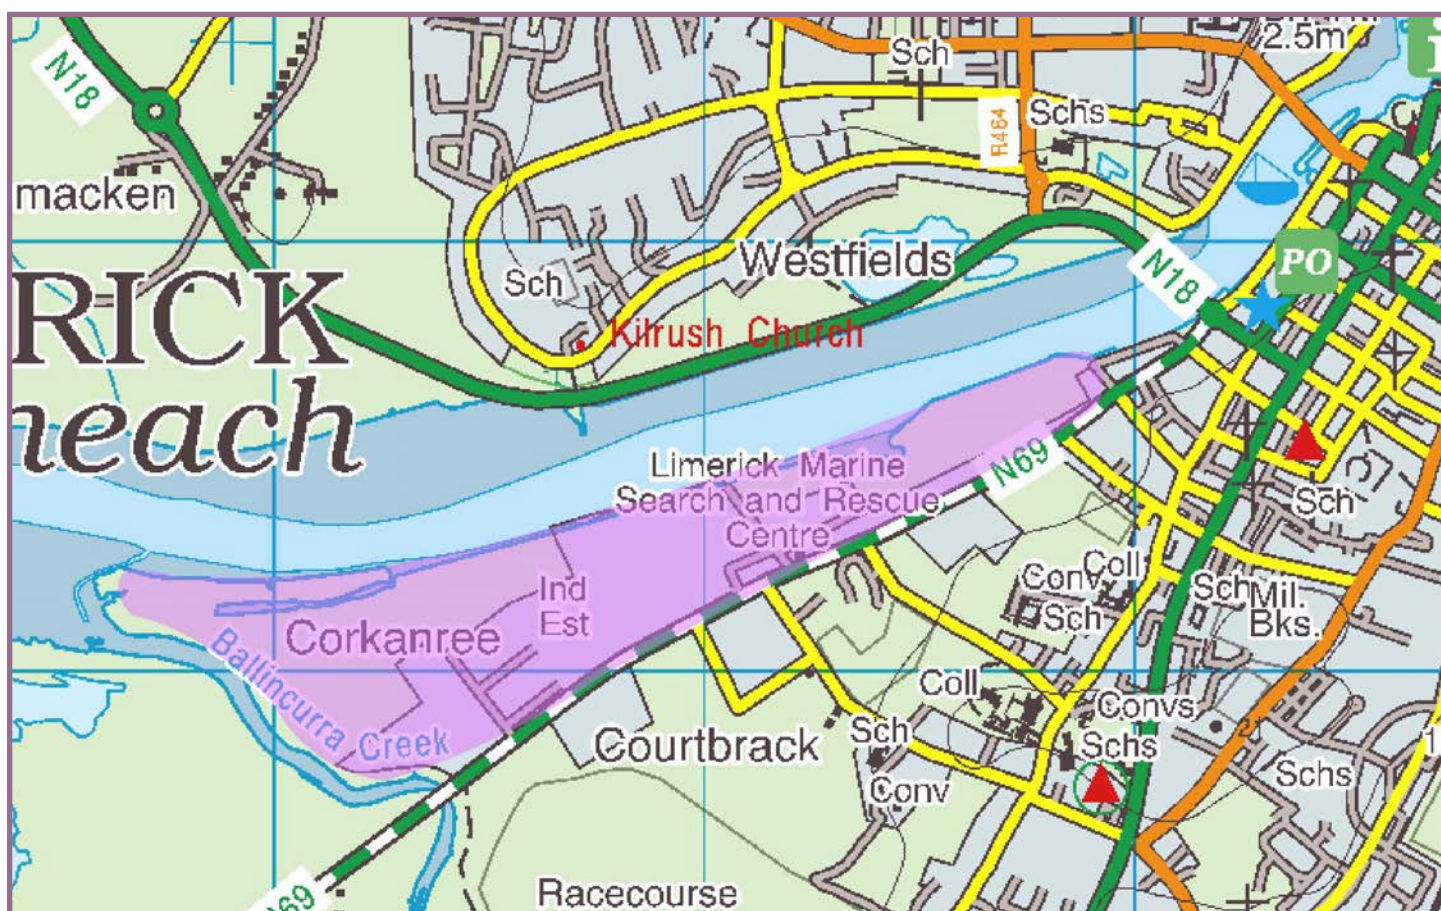 2.5m
i
N18
Sch
R464
Schs
macken
Sch
Westfields
N18
PO
RICK
Kilrush Church
neach
Limerick Marine
Search and Rescue
Centre
N69
Sch
Ind
Est
Conv
Coll
Sch
Sch
Mil.
Bks.
Corkanree
Ballincurra Creek
Coll
Convs
Courtbrack
Sch
Schs
Schs
Conv
Racecourse